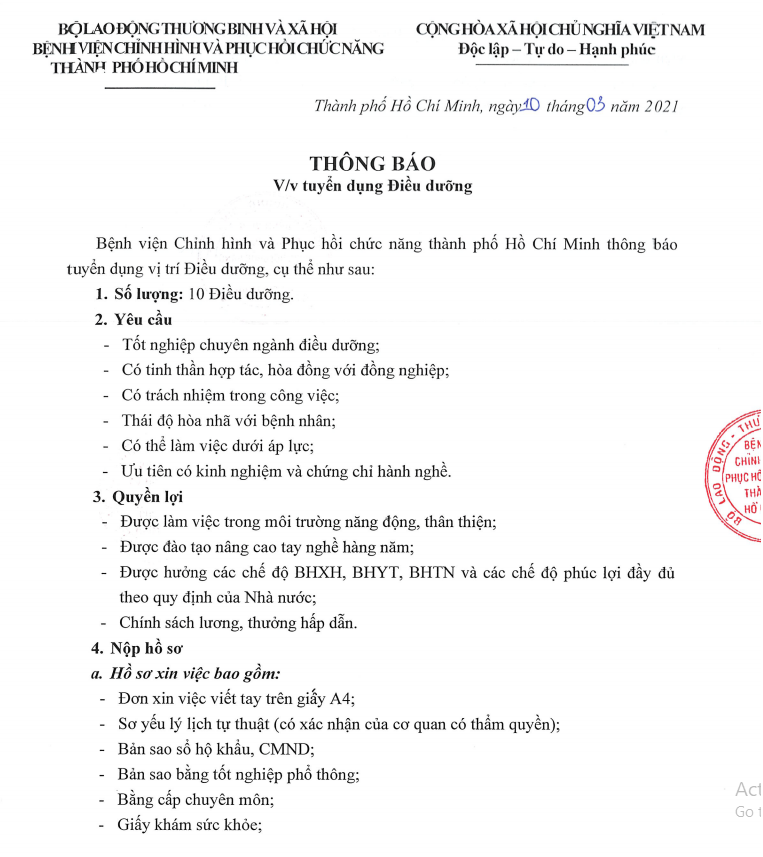 BỘ LAO ĐỘNG THƯƠNG BINH VÀ XÃ HỘI
BỆNH VIỆN CHỈNH HÌNH VÀ PHỤC HỒI CHỨC NĂNG
THÀNH PHỐ HỒ CHÍ MINH
CỘNG HÒA XÃ HỘI CHỦ NGHĨA VIỆT NAM
Độc lập – Tự do – Hạnh phúc
Thành phố Hồ Chí Minh, ngày 10 tháng 03 năm 2021
THÔNG BÁO
V/v tuyển dụng Điều dưỡng
Bệnh viện Chỉnh hình và Phục hồi chức năng thành phố Hồ Chí Minh thông báo
tuyển dụng vị trí Điều dưỡng, cụ thể như sau:
1. Số lượng: 10 Điều dưỡng.
2. Yêu cầu
- Tốt nghiệp chuyên ngành điều dưỡng;
- Có tinh thần hợp tác, hòa đồng với đồng nghiệp;
- Có trách nhiệm trong công việc;
- Thái độ hòa nhã với bệnh nhân;
- Có thể làm việc dưới áp lực;
- Ưu tiên có kinh nghiệm và chứng chỉ hành nghề.
3. Quyền lợi
- Được làm việc trong môi trường năng động, thân thiện;
- Được đào tạo nâng cao tay nghề hàng năm;
- Được hưởng các chế độ BHXH, BHYT, BHTN và các chế độ phúc lợi đầy đủ
theo quy định của Nhà nước;
- Chính sách lương, thưởng hấp dẫn.
4. Nộp hồ sơ
a. Hồ sơ xin việc bao gồm:
- Đơn xin việc viết tay trên giấy A4;
- Sơ yếu lý lịch tự thuật (có xác nhận của cơ quan có thẩm quyền);
- Bản sao sổ hộ khẩu, CMND;
- Bản sao bằng tốt nghiệp phổ thông;
- Bằng cấp chuyên môn;
- Giấy khám sức khỏe;
BỘ LAO ĐỘNG - THƯ
BỆN
CHỈNH
PHỤC HỒ
THÀ
HỒ
Act
Go t